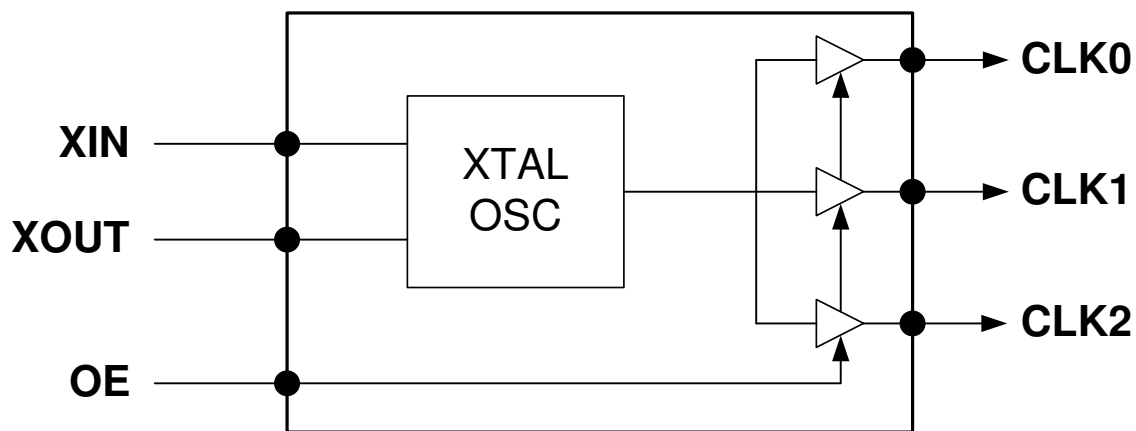 CLK0
XIN
XTAL
OSC
CLK1
XOUT
CLK2
OE